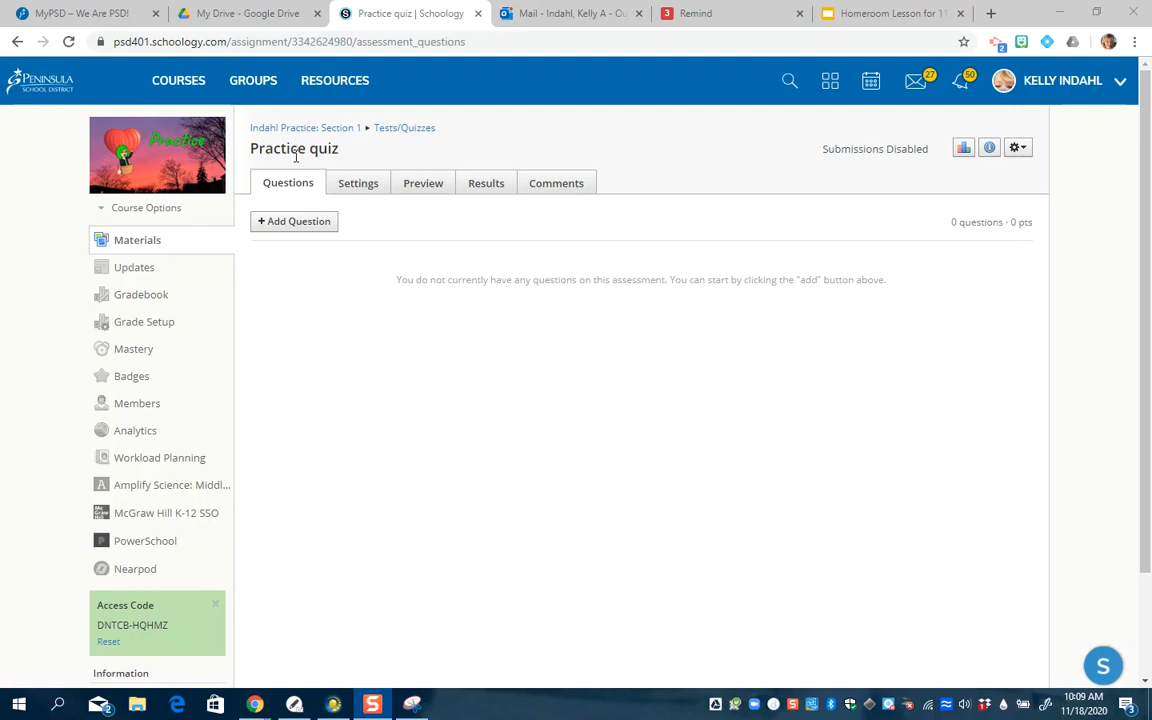 MyPSD – We Are PSD!
My Drive - Google Drive
Practice quiz | Schoology
Mail - Indahl, Kelly A - Ou
Remind
Homeroom Lesson for 11
psd401.schoology.com/assignment/3342624980/assessment_questions
PENINSULA
SCHOOL DISTRICT
COURSES
GROUPS
RESOURCES
27
50
KELLY INDAHL
Practice
Indahl Practice: Section 1 ▸ Tests/Quizzes
Practice quiz
Submissions Disabled
Questions
Settings
Preview
Results
Comments
Course Options
+ Add Question
0 questions · 0 pts
You do not currently have any questions on this assessment. You can start by clicking the "add" button above.
Materials
Updates
Gradebook
Grade Setup
Mastery
Badges
Members
Analytics
Workload Planning
Amplify Science: Middl...
McGraw Hill K-12 SSO
PowerSchool
Nearpod
Access Code
DNTCB-HQHMZ
Reset
Information
S
10:09 AM
11/18/2020